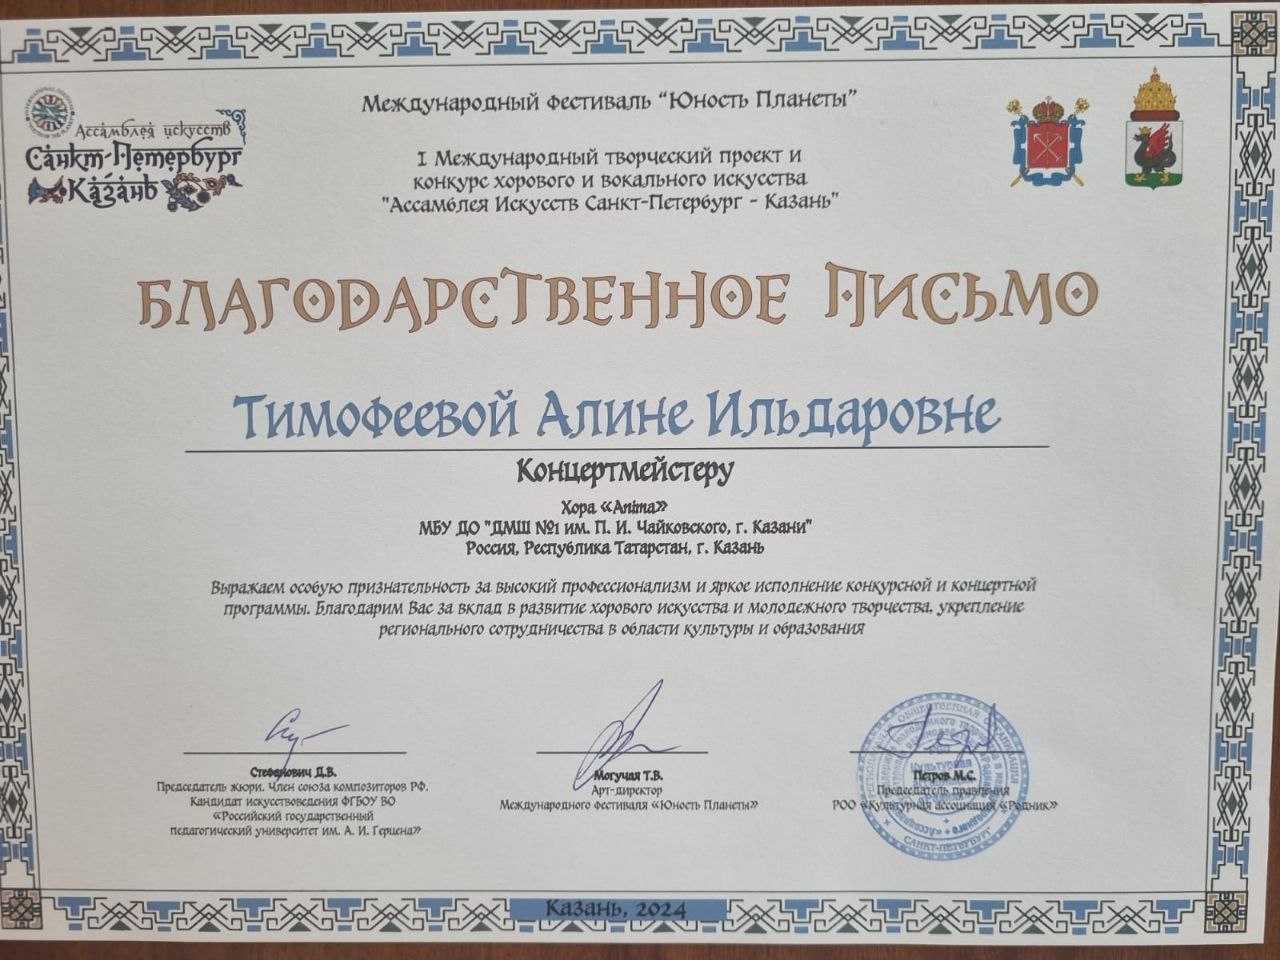 Международный фестиваль "Юность Планеты"
Ассамблея искусств
Санкт-Петербург
Казань
I Международный творческий проект и
конкурс хорового и вокального искусства
"Ассамблея Искусств Санкт-Петербург - Казань"
БЛАГОДАРСТВЕННОЕ ПИСЬМО
Тимофеевой Алине Ильдаровне
Концертмейстеру
Хора «Anima»
МБУ ДО "ДМШ №1 им. П. И. Чайковского, г. Казани"
Россия, Республика Татарстан, г. Казань
Выражаем особую признательность за высокий профессионализм и яркое исполнение конкурсной и концертной
программы. Благодарим Вас за вклад в развитие хорового искусства и молодежного творчества, укрепление
регионального сотрудничества в области культуры и образования
Стефанович Д.В.
Председатель жюри. Член союза композиторов РФ.
Кандидат искусствоведения ФГБОУ ВО
«Российский государственный
педагогический университет им. А. И. Герцена»
Могучая Т.В.
Арт-директор
Международного фестиваля «Юность Планеты»
Петров М.С.
Председатель правления
РОО «Культурная ассоциация «Родник»
САНКТ-ПЕТЕРБУРГ
Казань, 2024